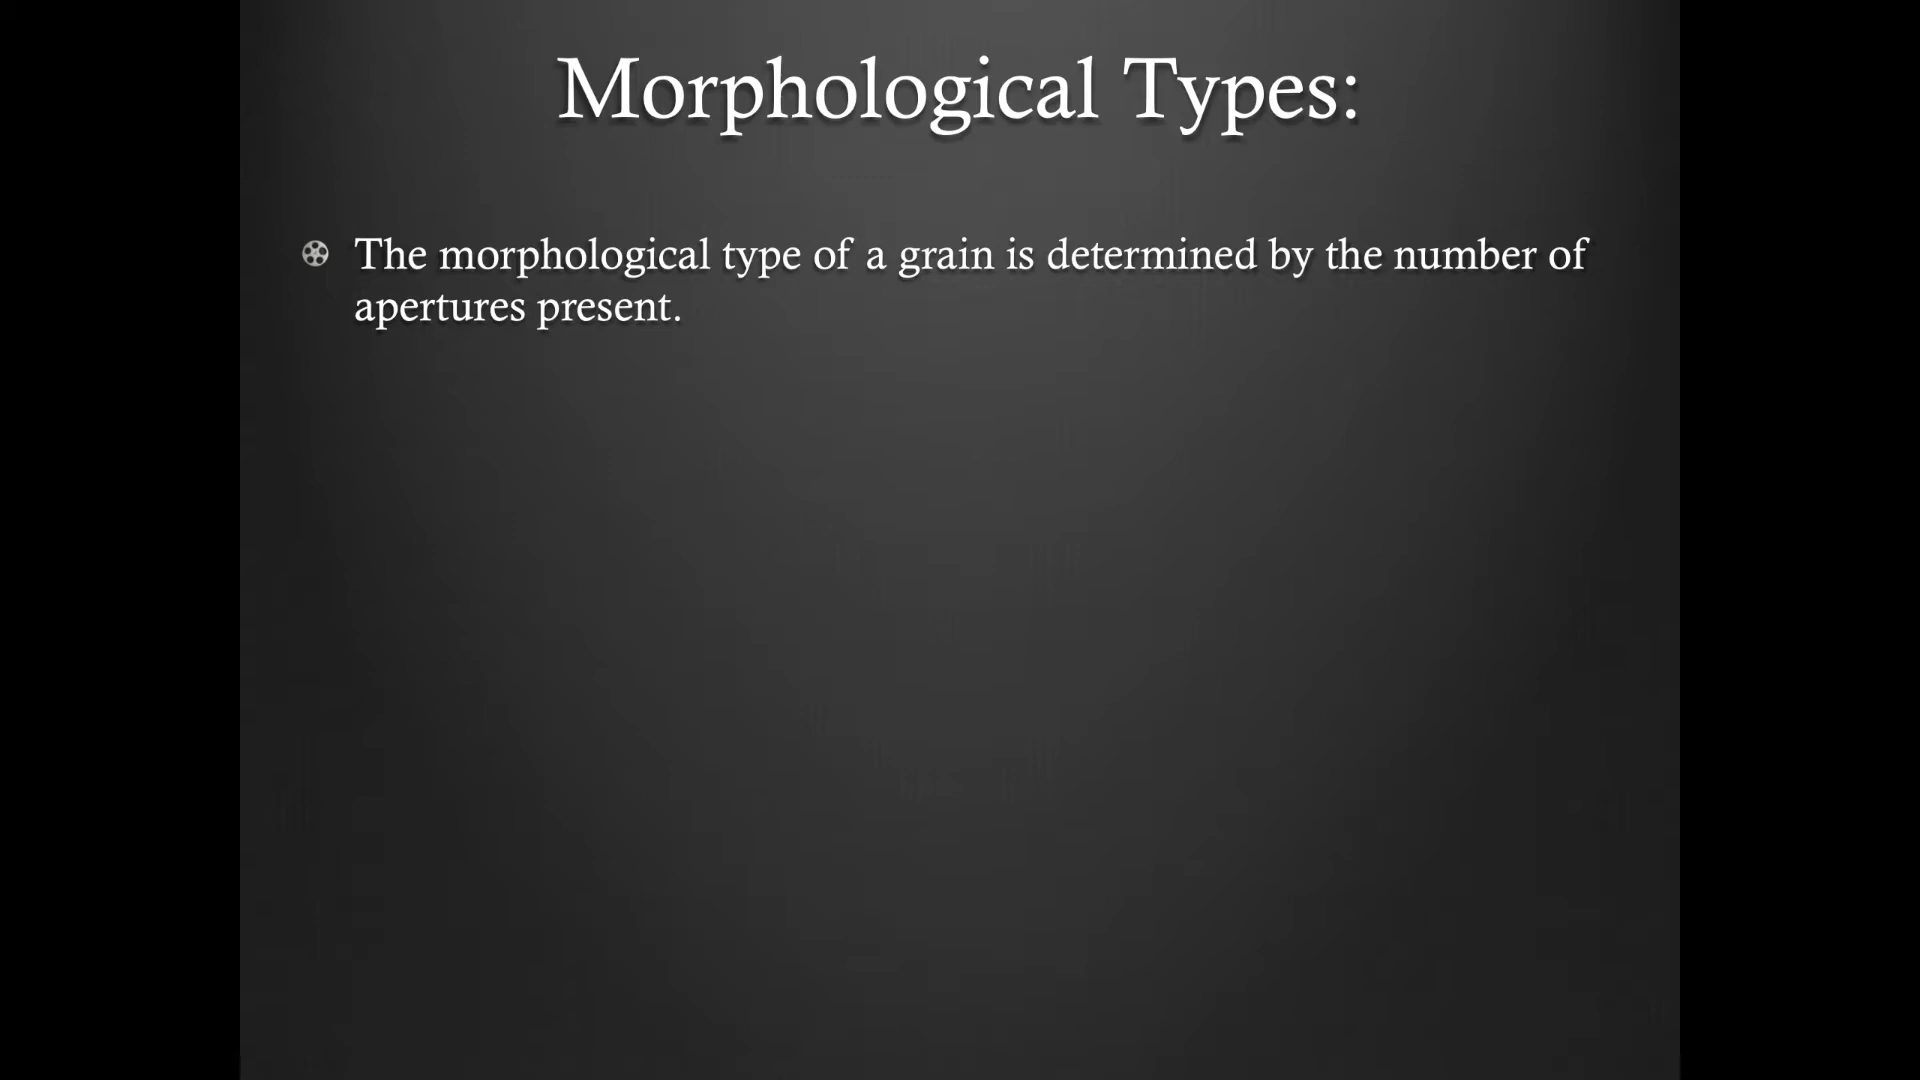 Morphological Types:
The morphological type of a grain is determined by the number of
apertures present.